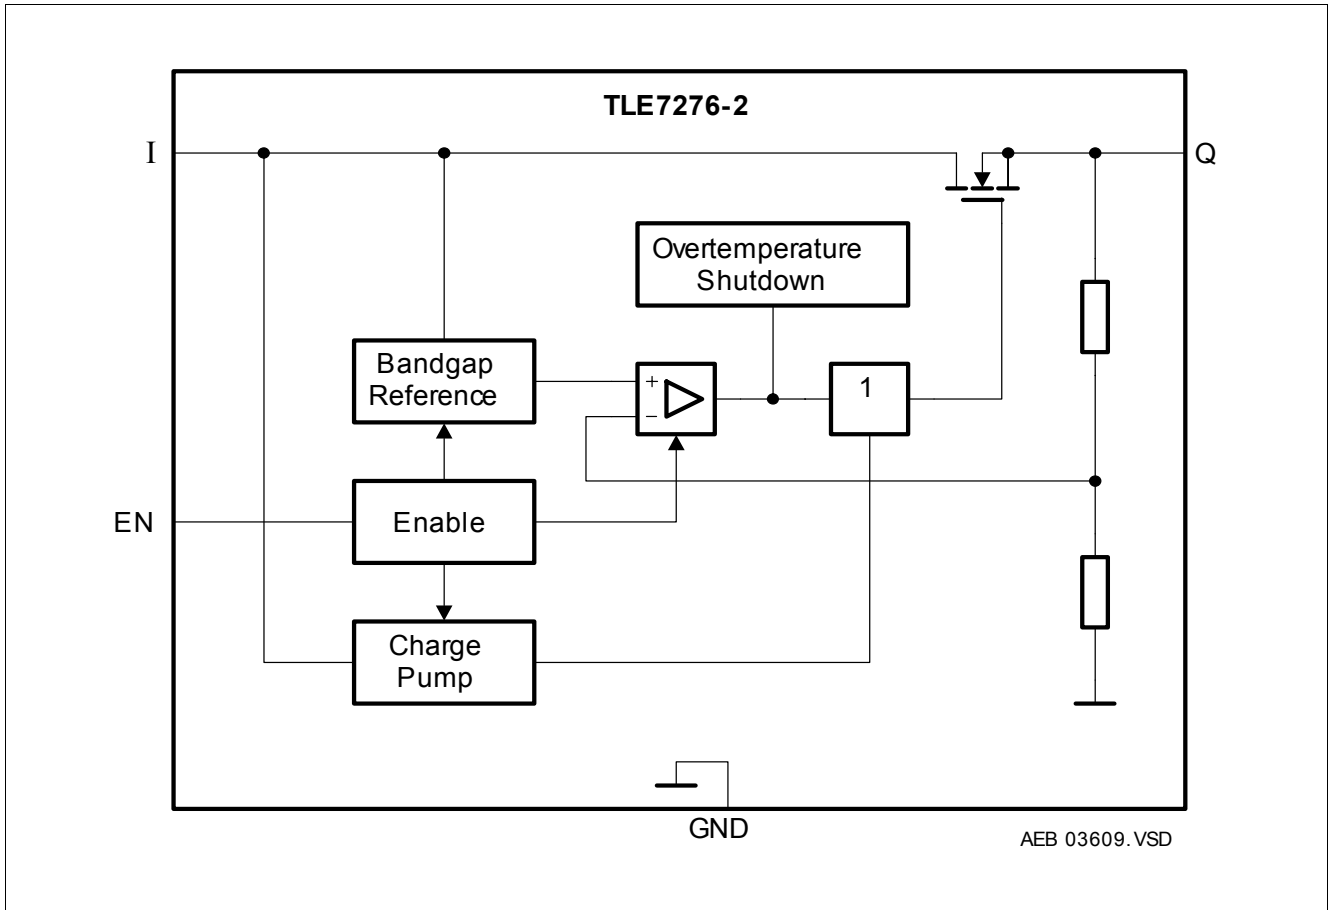 TLE7276-2
I
Q
Overtemperature
Shutdown
Bandgap
Reference
+
−
1
EN
Enable
Charge
Pump
GND
AEB 03609.VSD